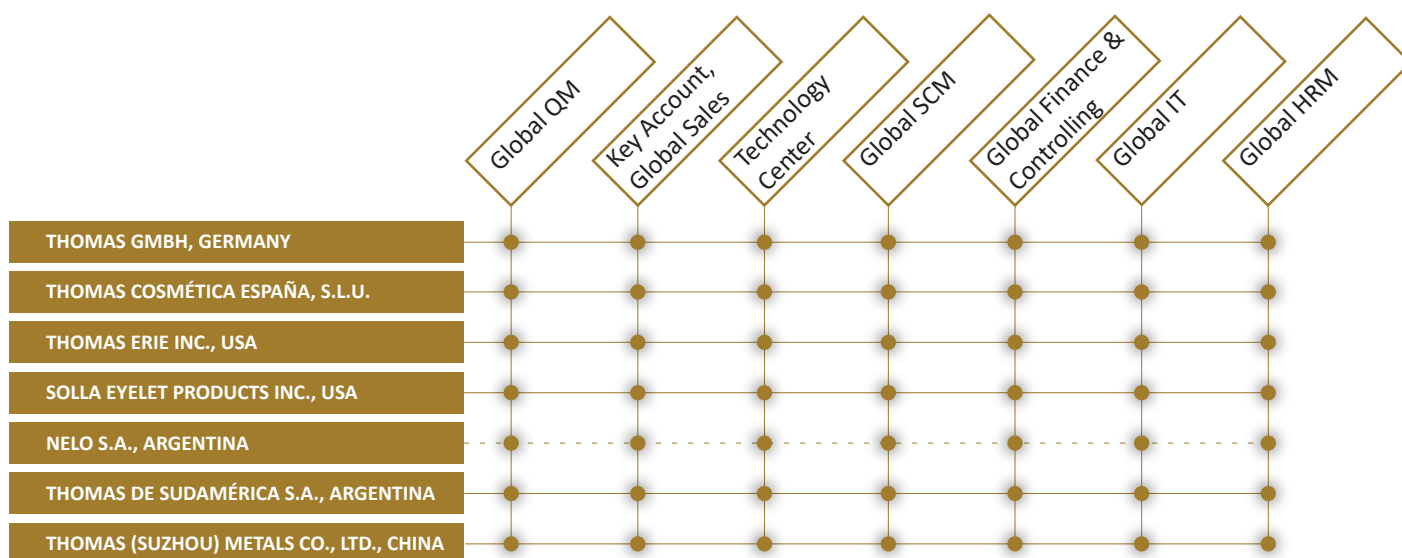 Global QM
Key Account,
Global Sales
Technology
Center
Global SCM
Global Finance &
Controlling
Global IT
Global HRM
THOMAS GMBH, GERMANY
THOMAS COSMÉTICA ESPAÑA, S.L.U.
THOMAS ERIE INC., USA
SOLLA EYELET PRODUCTS INC., USA
NELO S.A., ARGENTINA
THOMAS DE SUDAMÉRICA S.A., ARGENTINA
THOMAS (SUZHOU) METALS CO., LTD., CHINA